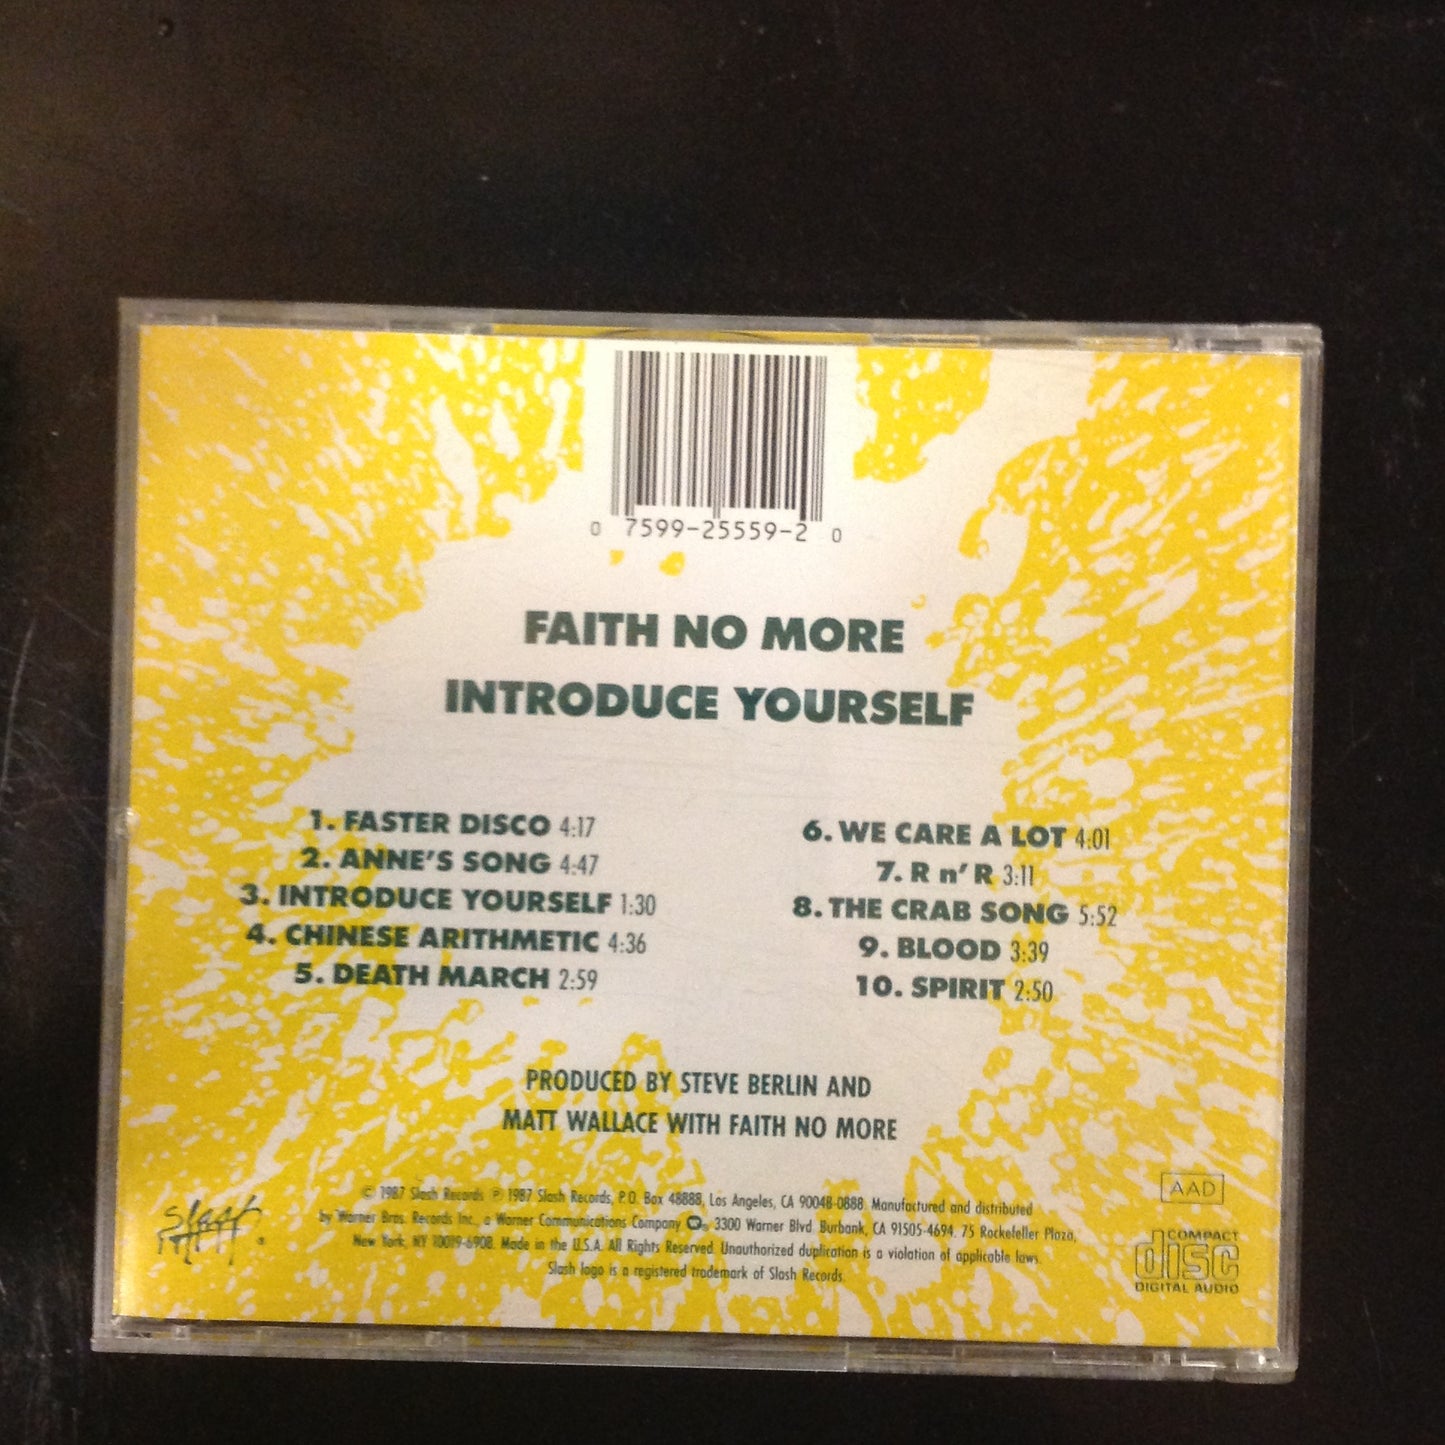 0 7599-25559-2 0
FAITH NO MORE
INTRODUCE YOURSELF
1. FASTER DISCO 4:17
2. ANNE'S SONG 4:47
3. INTRODUCE YOURSELF 1:30
4. CHINESE ARITHMETIC 4:36
5. DEATH MARCH 2:59
6. WE CARE A LOT 4:01
7. R n' R 3:11
8. THE CRAB SONG 5:52
9. BLOOD 3:39
10. SPIRIT 2:50
PRODUCED BY STEVE BERLIN AND
MATT WALLACE WITH FAITH NO MORE
© 1987 Slash Records ℗ 1987 Slash Records, P.O. Box 48888, Los Angeles, CA 90048-0888. Manufactured and distributed
by Warner Bros. Records Inc., a Warner Communications Company, 3300 Warner Blvd. Burbank, CA 91505-4694. 75 Rockefeller Plaza,
New York, NY 10019-6908. Made in the U.S.A. All Rights Reserved. Unauthorized duplication is a violation of applicable laws.
Slash logo is a registered trademark of Slash Records.
SLASH
AAD
COMPACT
disc
DIGITAL AUDIO